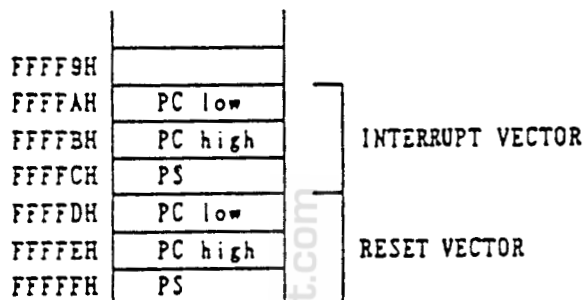 FFFF9H
FFFFAH PC low
FFFFBH PC high INTERRUPT VECTOR
FFFFCH PS
FFFFDH PC low
FFFFEH PC high RESET VECTOR
FFFFFH PS
t.com